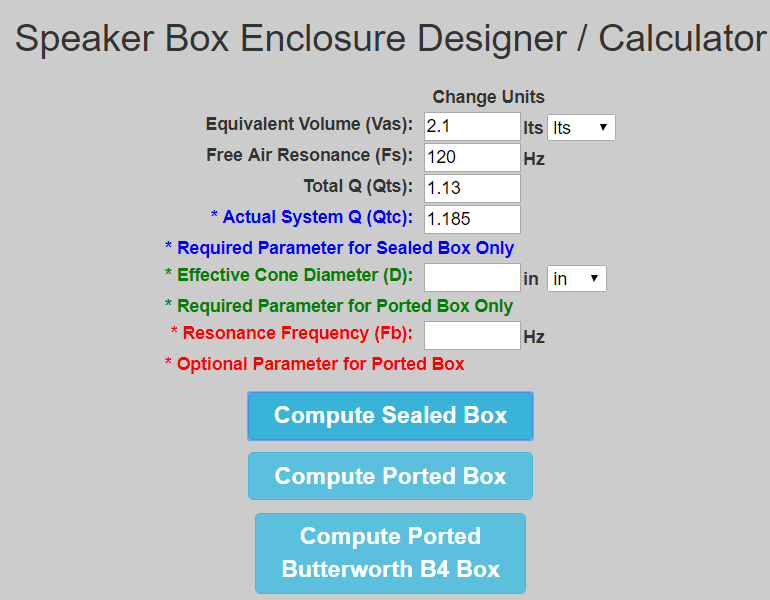 Speaker Box Enclosure Designer / Calculator
Change Units
Equivalent Volume (Vas): 2.1 lts lts
Free Air Resonance (Fs): 120 Hz
Total Q (Qts): 1.13
* Actual System Q (Qtc): 1.185
* Required Parameter for Sealed Box Only
* Effective Cone Diameter (D): in in
* Required Parameter for Ported Box Only
* Resonance Frequency (Fb): Hz
* Optional Parameter for Ported Box
Compute Sealed Box
Compute Ported Box
Compute Ported
Butterworth B4 Box